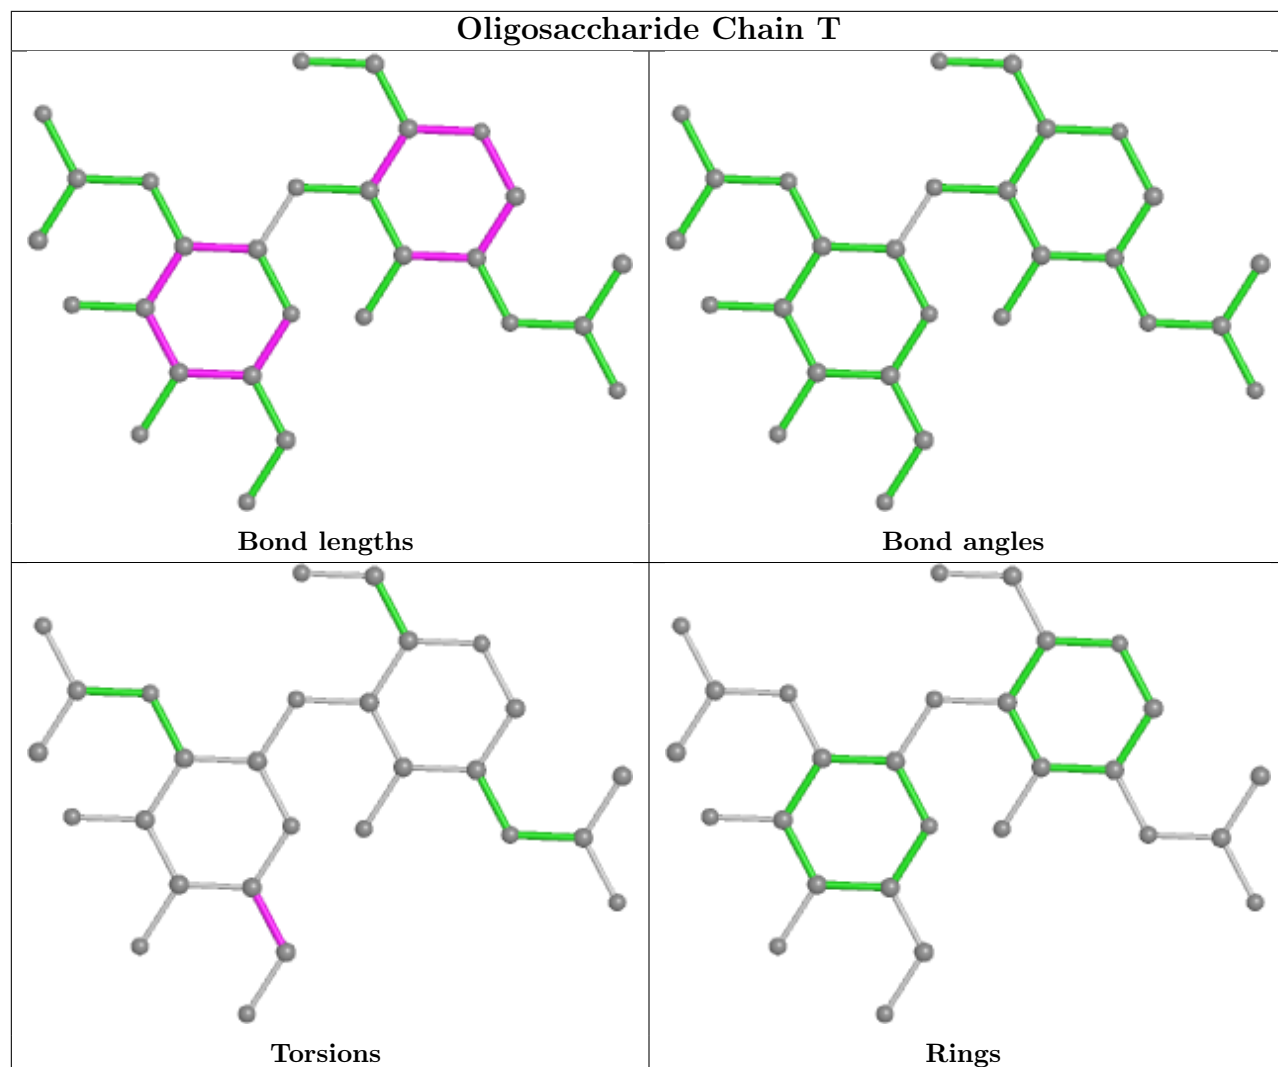 Oligosaccharide Chain T
Bond lengths
Bond angles
Torsions
Rings